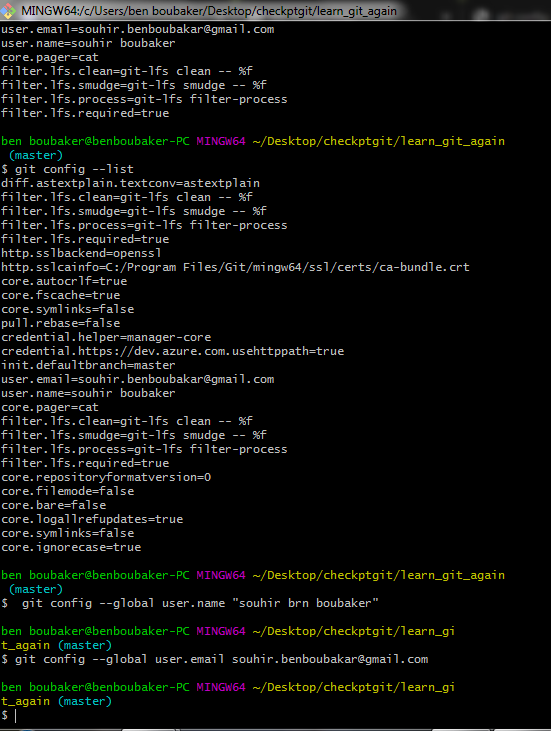 MINGW64:/c/Users/ben boubaker/Desktop/checkptgit/learn_git_again
user.email=souhir.benboubakar@gmail.com
user.name=souhir boubaker
core.pager=cat
filter.lfs.clean=git-lfs clean -- %f
filter.lfs.smudge=git-lfs smudge -- %f
filter.lfs.process=git-lfs filter-process
filter.lfs.required=true
ben boubaker@benboubaker-PC MINGW64 ~/Desktop/checkptgit/learn_git_again
(master)
$ git config --list
diff.astextplain.textconv=astextplain
filter.lfs.clean=git-lfs clean -- %f
filter.lfs.smudge=git-lfs smudge -- %f
filter.lfs.process=git-lfs filter-process
filter.lfs.required=true
http.sslbackend=openssl
http.sslcainfo=C:/Program Files/Git/mingw64/ssl/certs/ca-bundle.crt
core.autocrlf=true
core.fscache=true
core.symlinks=false
pull.rebase=false
credential.helper=manager-core
credential.https://dev.azure.com.usehttppath=true
init.defaultbranch=master
user.email=souhir.benboubakar@gmail.com
user.name=souhir boubaker
core.pager=cat
filter.lfs.clean=git-lfs clean -- %f
filter.lfs.smudge=git-lfs smudge -- %f
filter.lfs.process=git-lfs filter-process
filter.lfs.required=true
core.repositoryformatversion=0
core.filemode=false
core.bare=false
core.logallrefupdates=true
core.symlinks=false
core.ignorecase=true
ben boubaker@benboubaker-PC MINGW64 ~/Desktop/checkptgit/learn_git_again
(master)
$  git config --global user.name "souhir brn boubaker"
ben boubaker@benboubaker-PC MINGW64 ~/Desktop/checkptgit/learn_gi
t_again (master)
$ git config --global user.email souhir.benboubakar@gmail.com
ben boubaker@benboubaker-PC MINGW64 ~/Desktop/checkptgit/learn_gi
t_again (master)
$